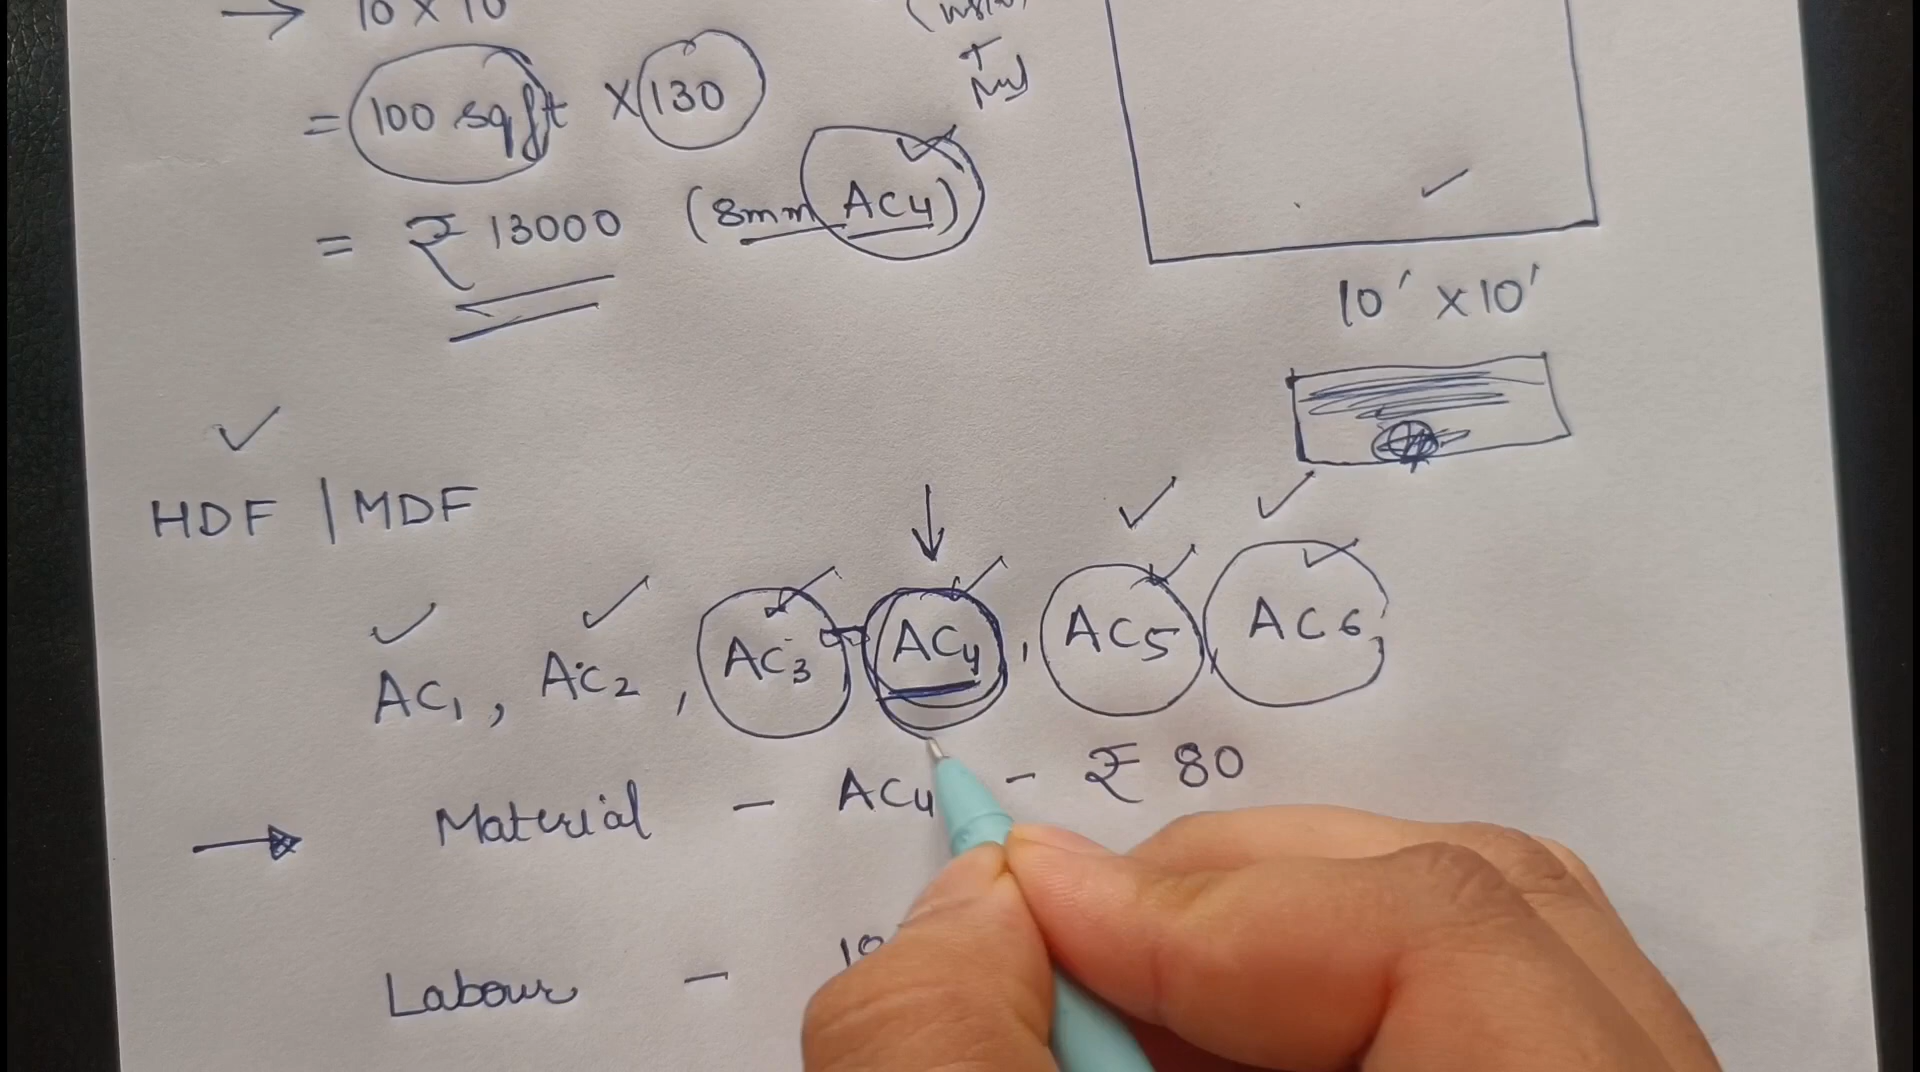 → 10 x 10
= 100 sqft x 130
= ₹ 13000 (8mm AC4)
10' x 10'
HDF | MDF
AC1, AC2, AC3 AC4, AC5 AC6
Material - AC4 - ₹ 80
Labour -